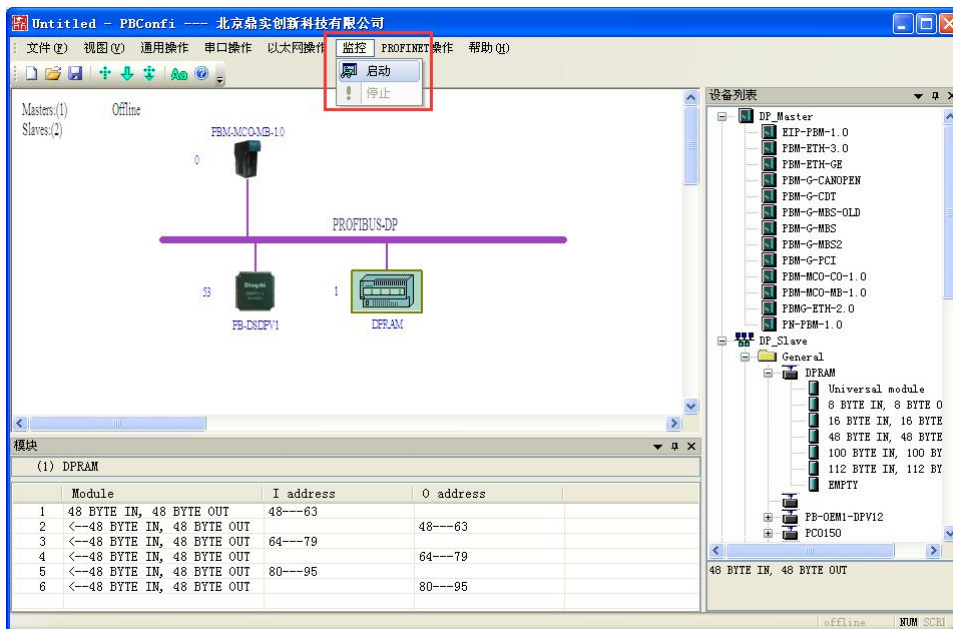 Untitled - PBConfi --- 北京鼎实创新科技有限公司
文件(F) 视图(V) 通用操作 串口操作 以太网操作 监控 PROFINET操作 帮助(H)
启动
停止
Masters:(1) Offline
Slaves:(2)
PBM-MCO-MB-1.0
0
PROFIBUS-DP
53
PB-DSDPV1
1
DPRAM
设备列表
DP_Master
EIP-PBM-1.0
PBM-ETH-3.0
PBM-ETH-GE
PBM-G-CANOPEN
PBM-G-CDT
PBM-G-MBS-OLD
PBM-G-MBS
PBM-G-MBS2
PBM-G-PCI
PBM-MCO-CO-1.0
PBM-MCO-MB-1.0
PBMG-ETH-2.0
PN-PBM-1.0
DP_Slave
General
DPRAM
Universal module
8 BYTE IN, 8 BYTE O
16 BYTE IN, 16 BYTE
48 BYTE IN, 48 BYTE
100 BYTE IN, 100 BY
112 BYTE IN, 112 BY
EMPTY
PB-OEM1-DPV12
PC0150
48 BYTE IN, 48 BYTE OUT
模块
(1) DPRAM
Module I address O address
1 48 BYTE IN, 48 BYTE OUT 48---63
2 <--48 BYTE IN, 48 BYTE OUT 48---63
3 <--48 BYTE IN, 48 BYTE OUT 64---79
4 <--48 BYTE IN, 48 BYTE OUT 64---79
5 <--48 BYTE IN, 48 BYTE OUT 80---95
6 <--48 BYTE IN, 48 BYTE OUT 80---95
offline NUM SCRL